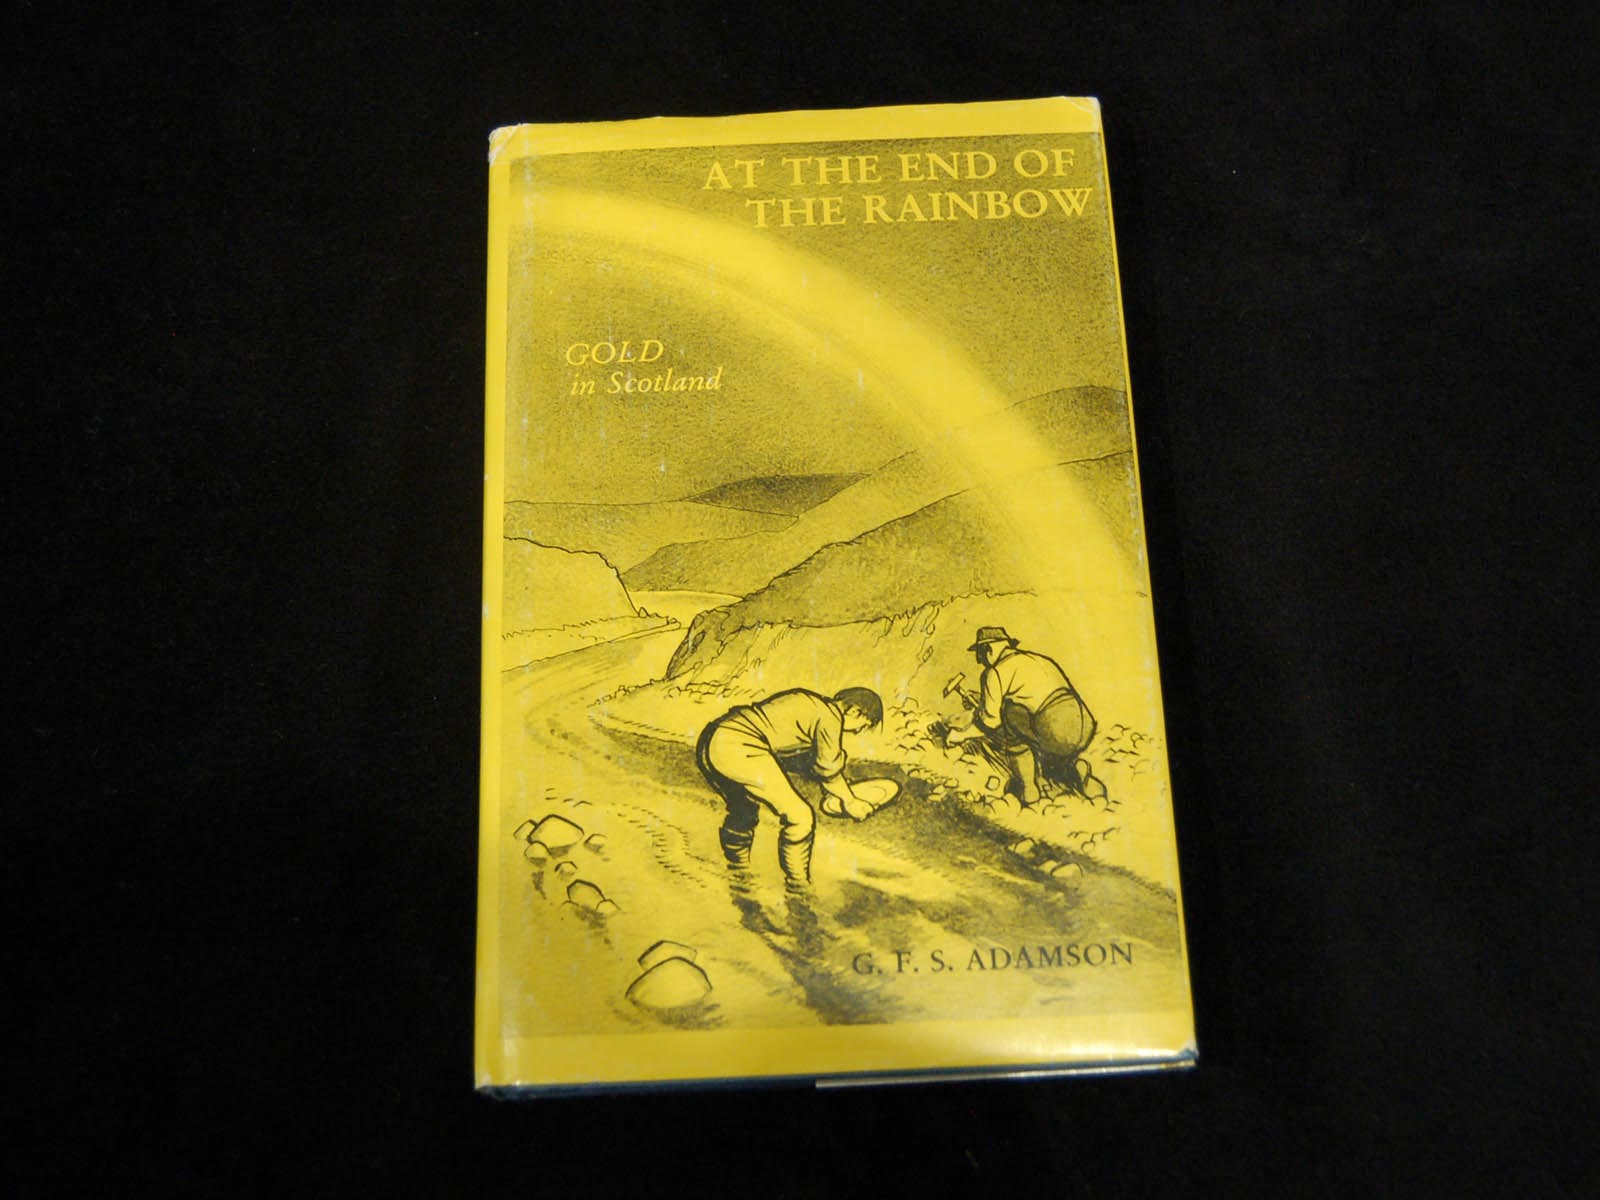 AT THE END OF
THE RAINBOW
GOLD
in Scotland
G. F. S. ADAMSON